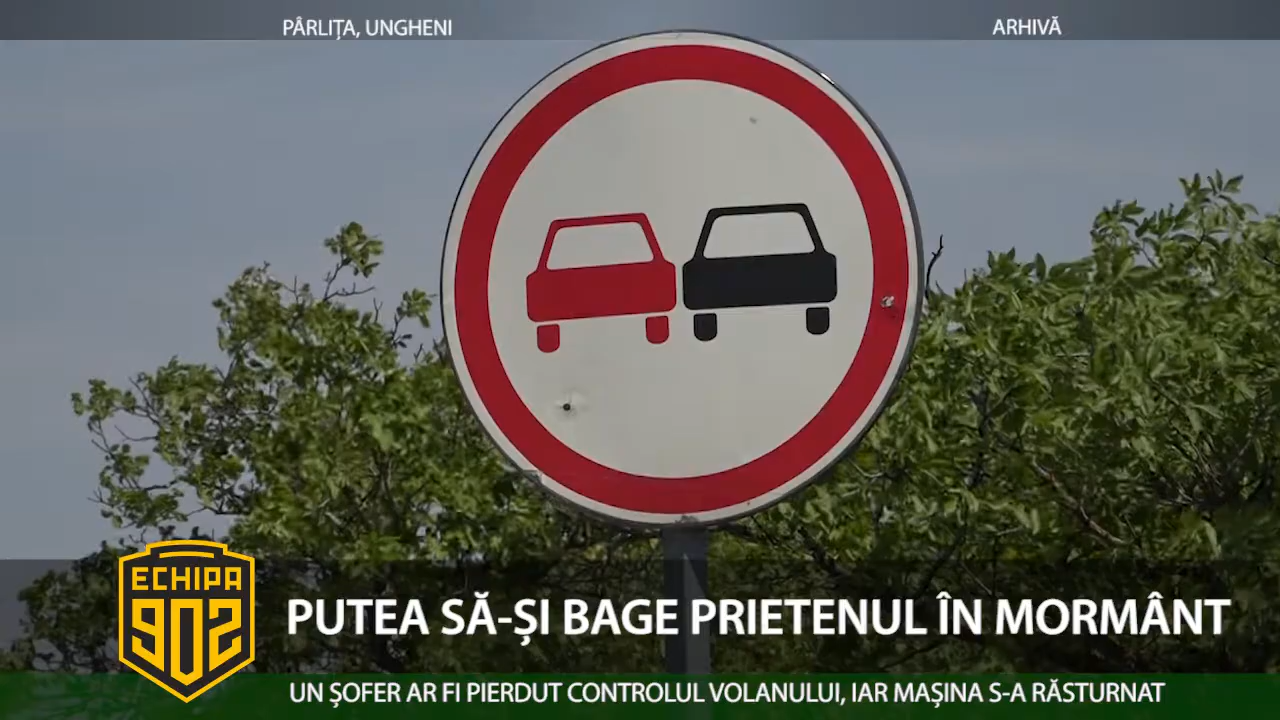 PÂRLIȚA, UNGHENI
ARHIVĂ
ECHIPA
902
PUTEA SĂ-ȘI BAGE PRIETENUL ÎN MORMÂNT
UN ȘOFER AR FI PIERDUT CONTROLUL VOLANULUI, IAR MAȘINA S-A RĂSTURNAT